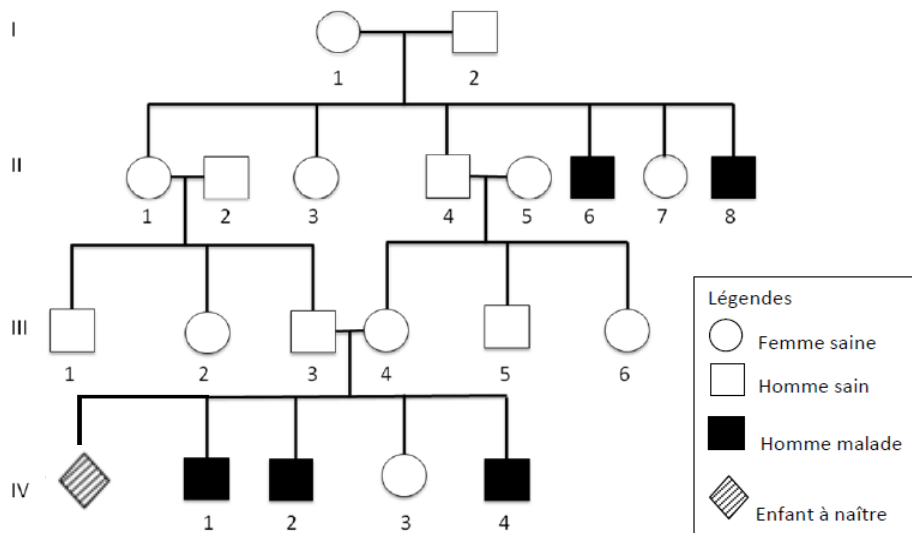 I
1 2
II
1 2 3 4 5 6 7 8
III
1 2 3 4 5 6
IV
1 2 3 4
Légendes
Femme saine
Homme sain
Homme malade
Enfant à naître